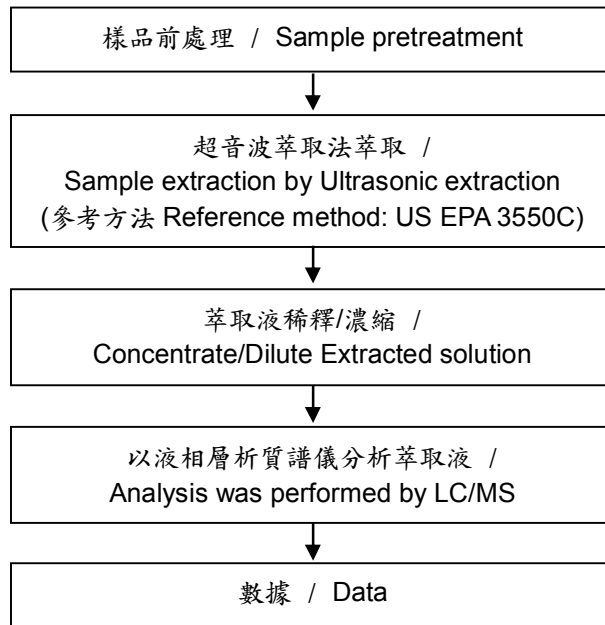 樣品前處理 / Sample pretreatment
超音波萃取法萃取 /
Sample extraction by Ultrasonic extraction
(參考方法 Reference method: US EPA 3550C)
萃取液稀釋/濃縮 /
Concentrate/Dilute Extracted solution
以液相層析質譜儀分析萃取液 /
Analysis was performed by LC/MS
數據 / Data